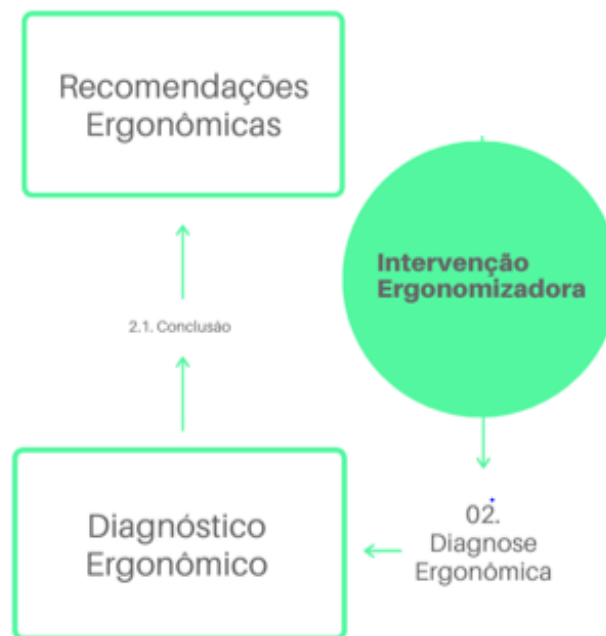 Recomendações
Ergonômicas
Intervenção
Ergonomizadora
2.1. Conclusão
02.
Diagnose
Ergonômica
Diagnóstico
Ergonômico